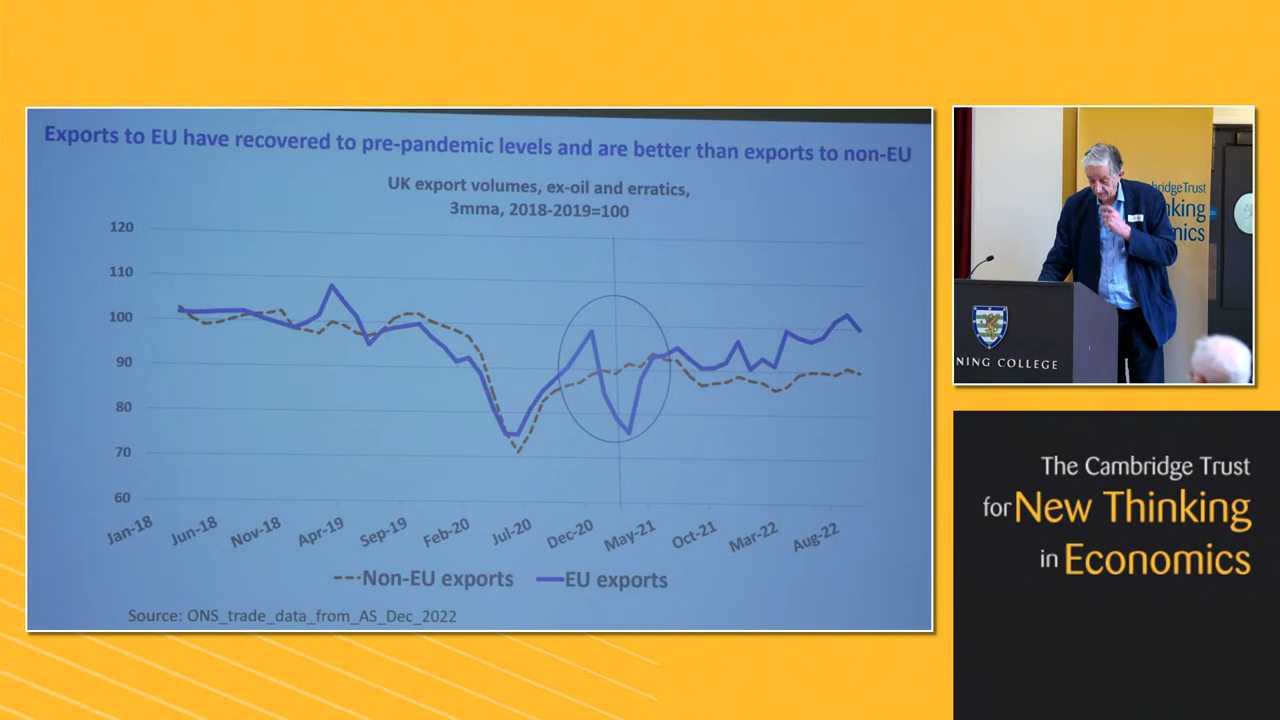 Exports to EU have recovered to pre-pandemic levels and are better than exports to non-EU
UK export volumes, ex-oil and erratics,
3mma, 2018-2019=100
120
110
100
90
80
70
60
Jan-18
Jun-18
Nov-18
Apr-19
Sep-19
Feb-20
Jul-20
Dec-20
May-21
Oct-21
Mar-22
Aug-22
Non-EU exports
EU exports
Source: ONS_trade_data_from_AS_Dec_2022
bridgeTrust
nking
mics
NING COLLEGE
The Cambridge Trust
for New Thinking
in Economics